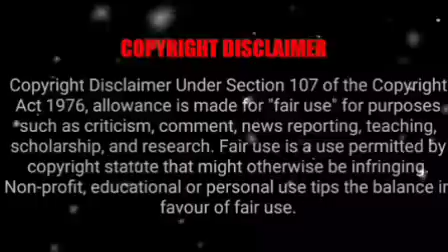 COPYRIGHT DISCLAIMER
Copyright Disclaimer Under Section 107 of the Copyright
Act 1976, allowance is made for "fair use" for purposes
such as criticism, comment, news reporting, teaching,
scholarship, and research. Fair use is a use permitted by
copyright statute that might otherwise be infringing.
Non-profit, educational or personal use tips the balance in
favour of fair use.